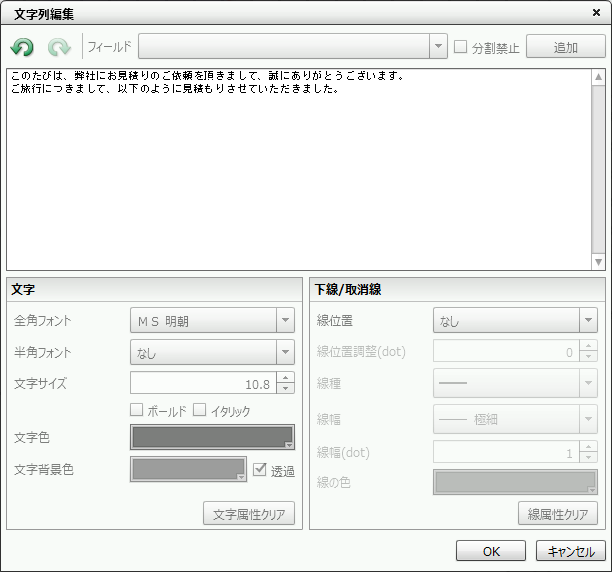 文字列編集
フィールド
分割禁止
追加
このたびは、弊社にお見積りのご依頼を頂きまして、誠にありがとうございます。
ご旅行につきまして、以下のように見積もりさせていただきました。
文字
全角フォント
ＭＳ 明朝
半角フォント
なし
文字サイズ
10.8
ボールド
イタリック
文字色
文字背景色
透過
文字属性クリア
下線/取消線
線位置
なし
線位置調整(dot)
0
線種
線幅
極細
線幅(dot)
1
線の色
線属性クリア
OK
キャンセル